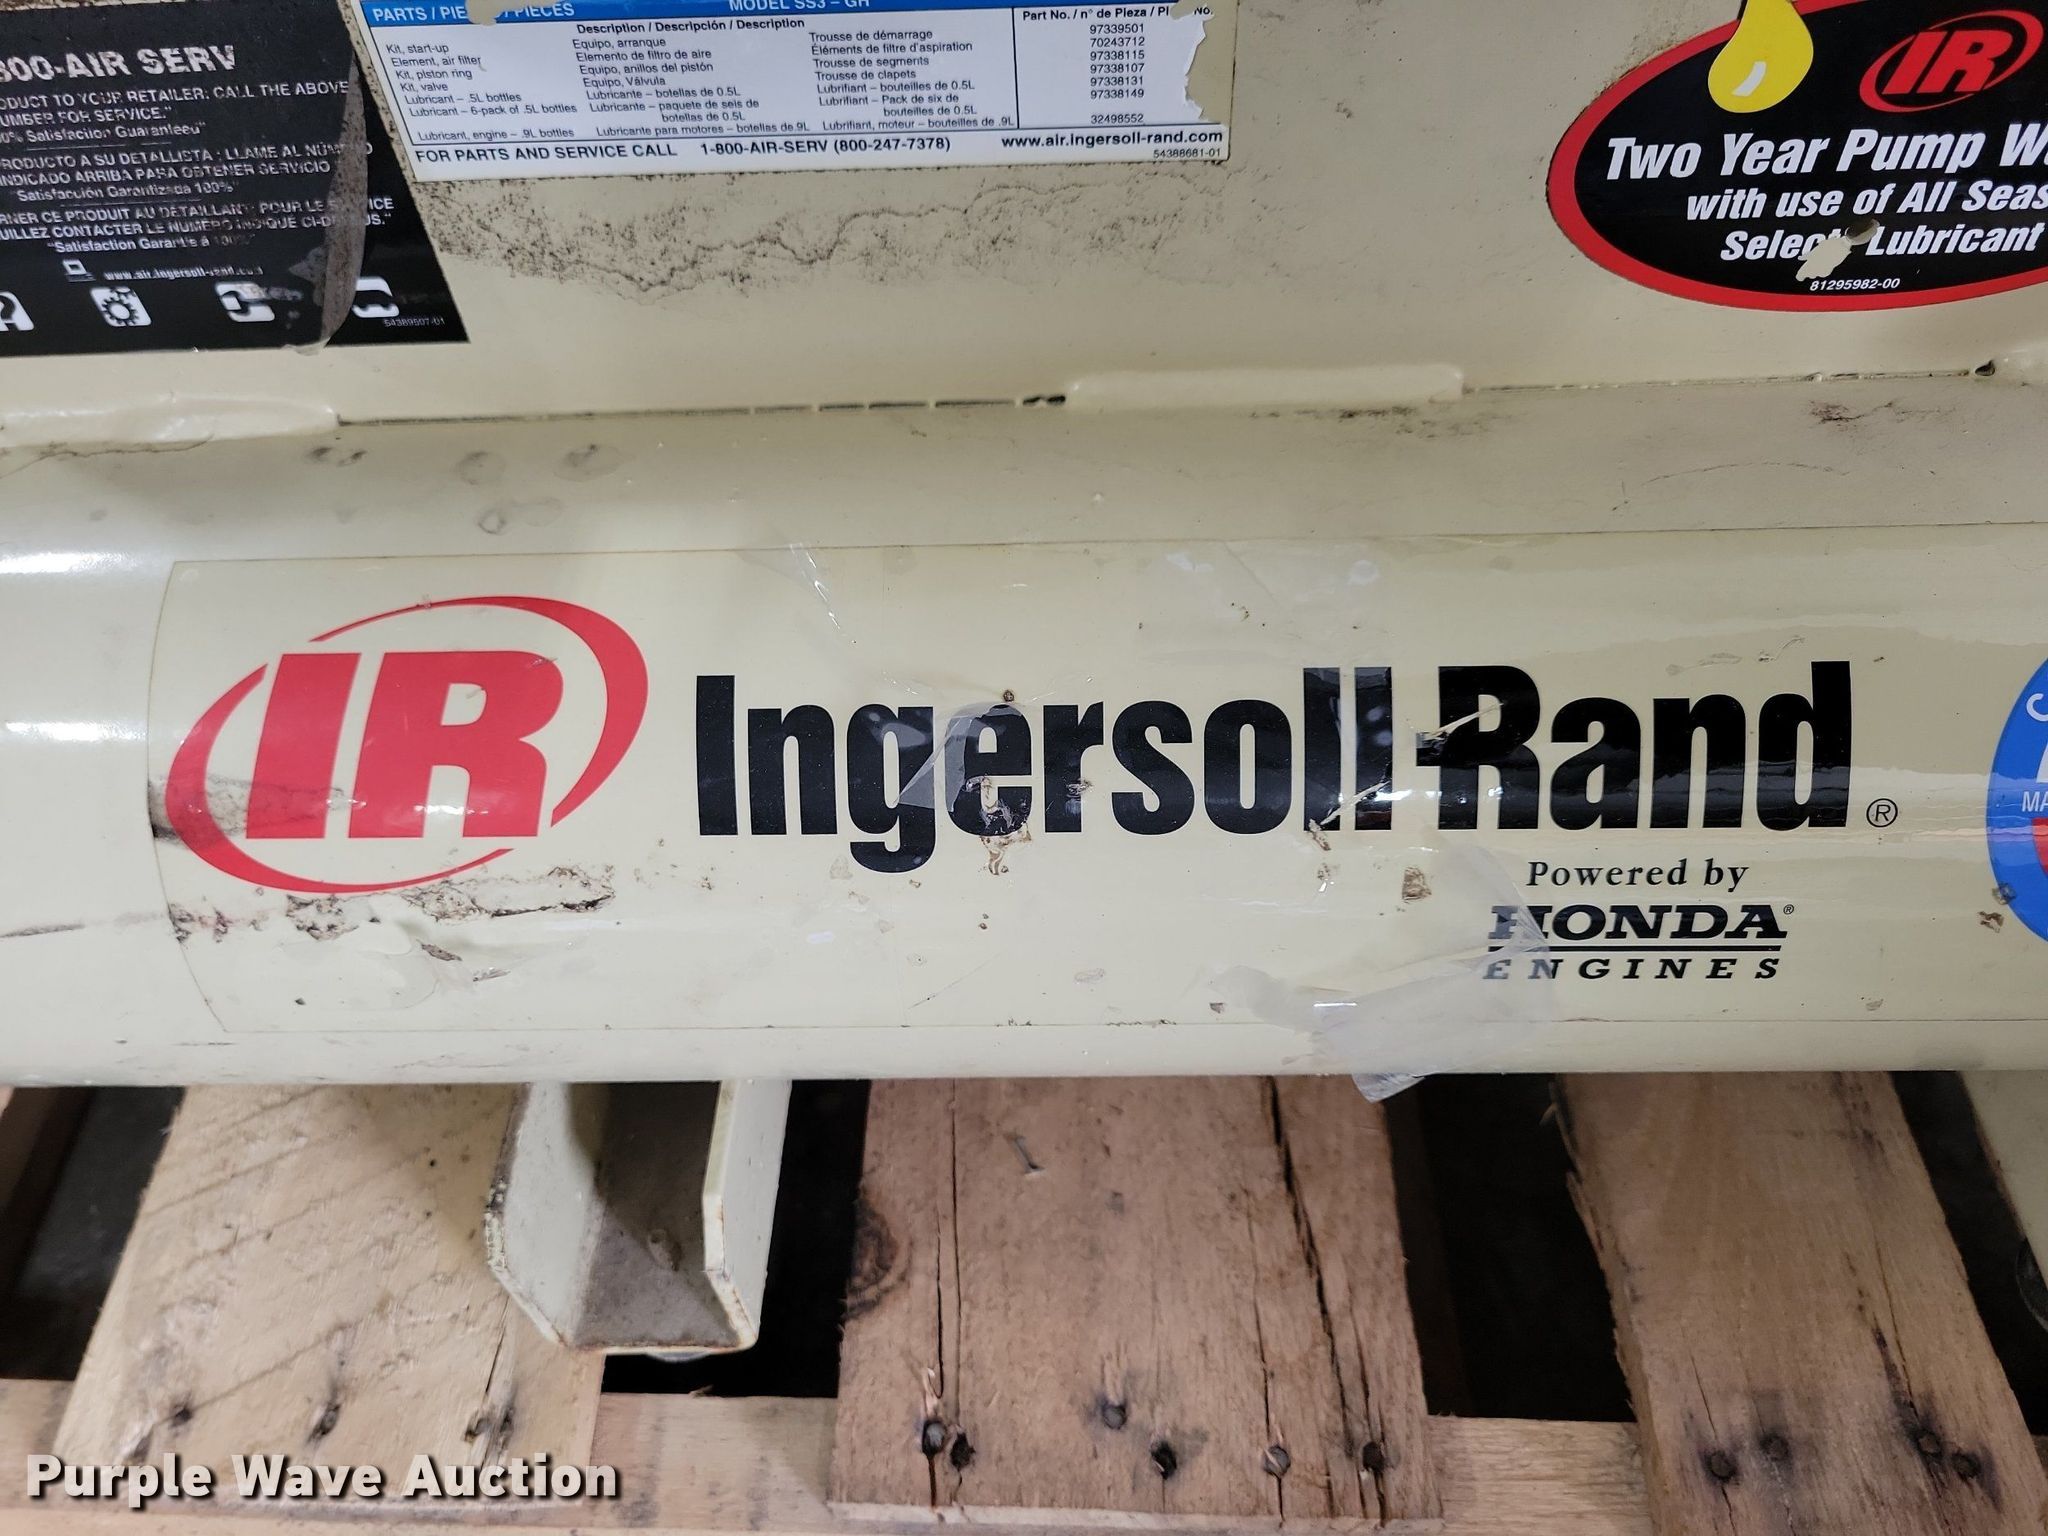 800-AIR SERV
ODUCT TO YOUR RETAILER: CALL THE ABOVE
UMBER FOR SERVICE."
Satisfaction Guaranteed"
PRODUCTO A SU DETALLISTA - LLAME AL
INDICADO ARRIBA PARA OBTENER SERVICIO
"Satisfacción Garantizada 100%"
RNER CE PRODUIT AU DÉTAILLANT POUR LE
UILLEZ CONTACTER LE NUMÉRO INDIQUÉ
"Satisfaction
www.air.ingersoll-rand.com
54389507-01
PARTS / PIE / PIECES MODEL SS3 – GH
Description / Descripción / Description Part No. / n° de Pieza / Pi No.
Kit, start-up Equipo, arranque Trousse de démarrage 97339501
Element, air filter Elemento de filtro de aire Éléments de filtre d'aspiration 70243712
Kit, piston ring Equipo, anillos del pistón Trousse de segments 97338115
Kit, valve Equipo, Válvula Trousse de clapets 97338107
Lubricant – .5L bottles Lubricante – botellas de 0.5L Lubrifiant – bouteilles de 0.5L 97338131
Lubricant – 6-pack of .5L bottles Lubricante – paquete de seis de Lubrifiant – Pack de six de 97338149
botellas de 0.5L bouteilles de 0.5L
Lubricant, engine – .9L bottles Lubricante para motores – botellas de.9L Lubrifiant, moteur – bouteilles de .9L 32498552
FOR PARTS AND SERVICE CALL 1-800-AIR-SERV (800-247-7378) www.air.ingersoll-rand.com
54388681-01
IR
Two Year Pump W
with use of All Seas
Select Lubricant
81295982-00
IR Ingersoll-Rand®
Powered by
HONDA®
ENGINES
MA
Purple Wave Auction